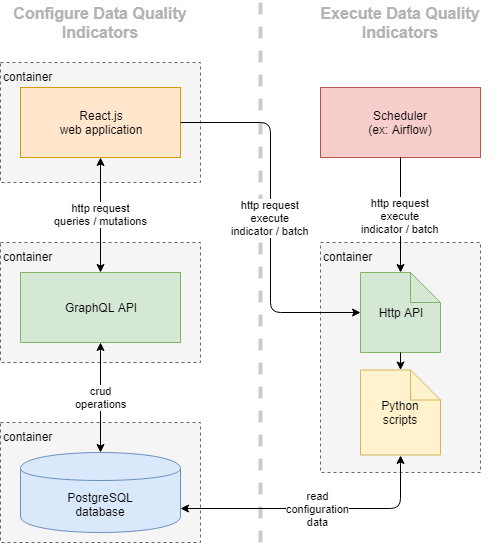 Configure Data Quality
Indicators
Execute Data Quality
Indicators
container
React.js
web application
Scheduler
(ex: Airflow)
http request
queries / mutations
http request
execute
indicator / batch
http request
execute
indicator / batch
container
GraphQL API
container
Http API
crud
operations
Python
scripts
container
PostgreSQL
database
read
configuration
data